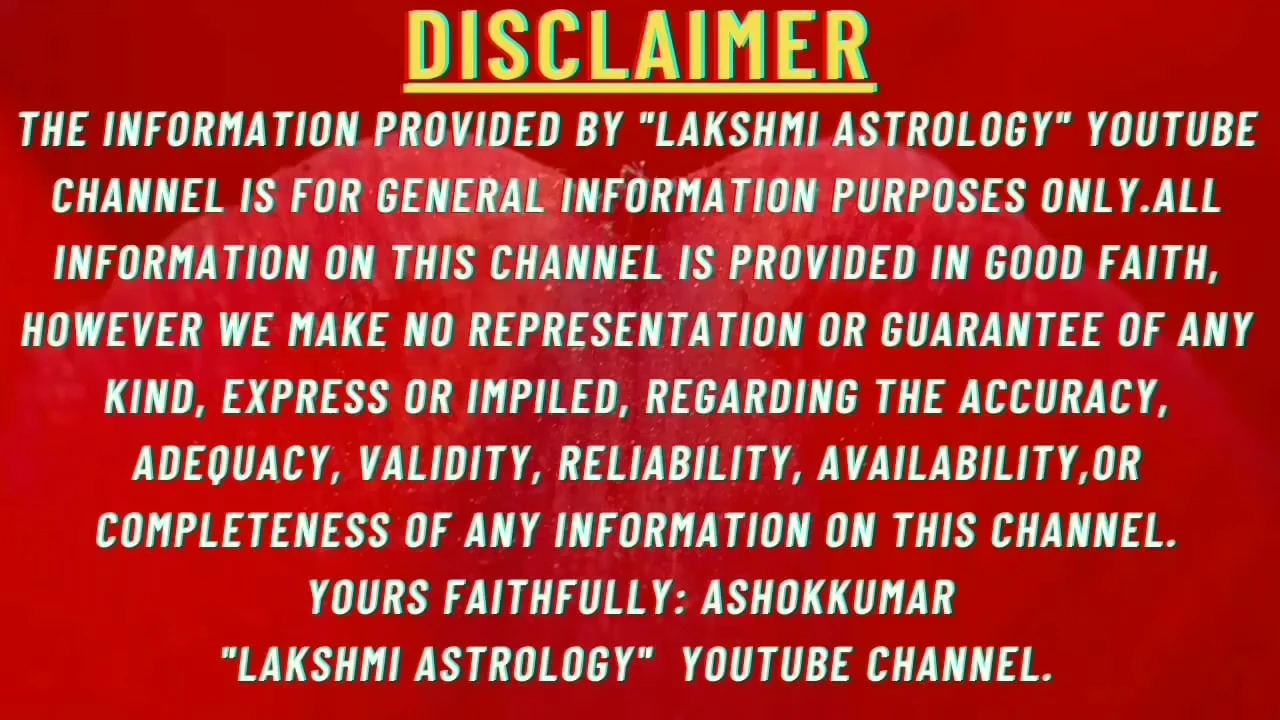 DISCLAIMER
THE INFORMATION PROVIDED BY "LAKSHMI ASTROLOGY" YOUTUBE
CHANNEL IS FOR GENERAL INFORMATION PURPOSES ONLY.ALL
INFORMATION ON THIS CHANNEL IS PROVIDED IN GOOD FAITH,
HOWEVER WE MAKE NO REPRESENTATION OR GUARANTEE OF ANY
KIND, EXPRESS OR IMPILED, REGARDING THE ACCURACY,
ADEQUACY, VALIDITY, RELIABILITY, AVAILABILITY,OR
COMPLETENESS OF ANY INFORMATION ON THIS CHANNEL.
YOURS FAITHFULLY: ASHOKKUMAR
"LAKSHMI ASTROLOGY"  YOUTUBE CHANNEL.